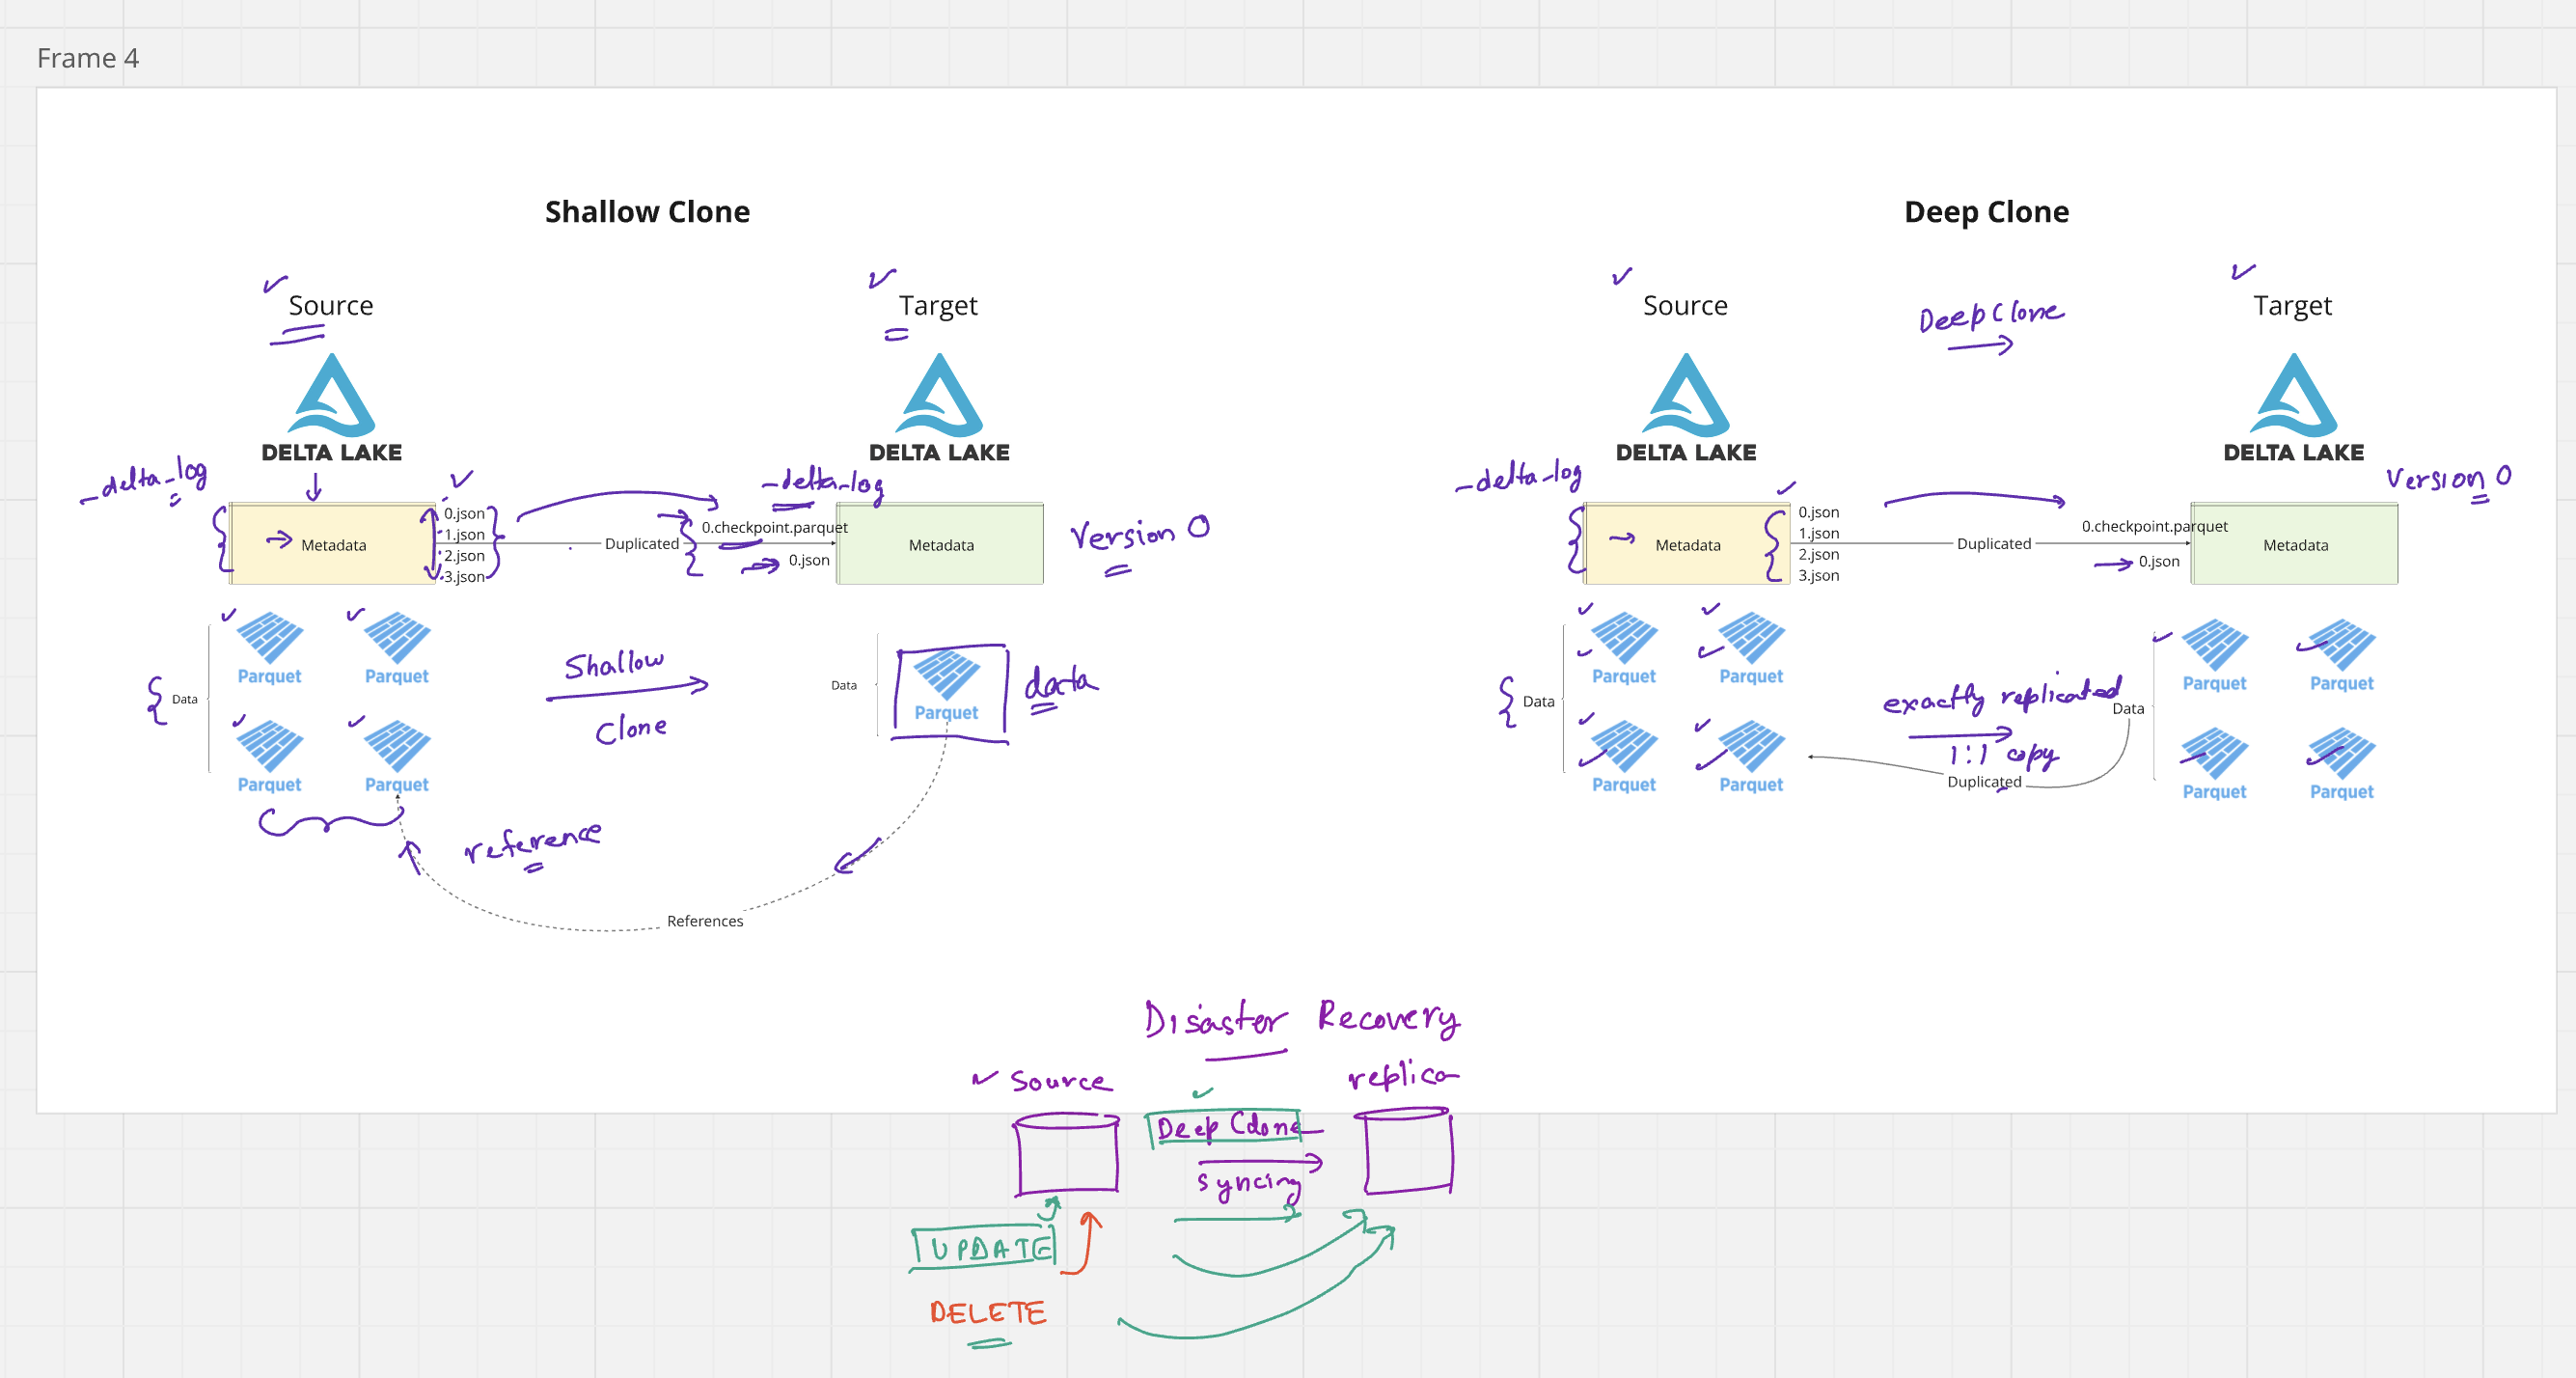 Frame 4
Shallow Clone
Source
Target
DELTA LAKE
DELTA LAKE
_delta_log
_delta_log
Metadata
0.json
1.json
2.json
3.json
Duplicated
0.checkpoint.parquet
0.json
Metadata
Version 0
Data
Parquet
Parquet
Parquet
Parquet
Shallow
Clone
Data
Parquet
data
reference
References
Deep Clone
Source
Deep Clone
Target
DELTA LAKE
DELTA LAKE
_delta_log
Version 0
Metadata
0.json
1.json
2.json
3.json
Duplicated
0.checkpoint.parquet
0.json
Metadata
Data
Parquet
Parquet
Parquet
Parquet
exactly replicated
1:1 copy
Duplicated
Data
Parquet
Parquet
Parquet
Parquet
Disaster Recovery
Source
replica
Deep Clone
syncing
UPDATE
DELETE